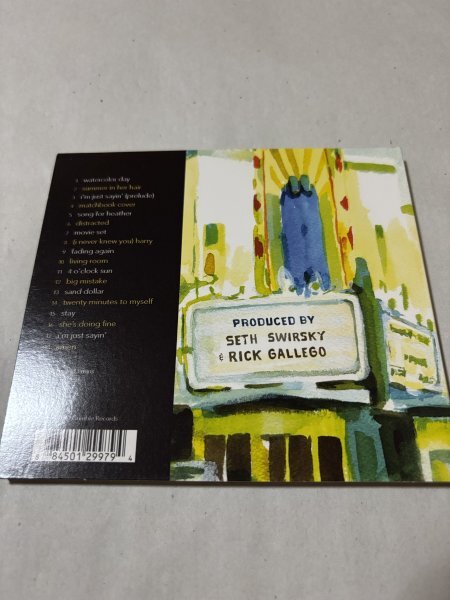 1 watercolor day
2 summer in her hair
3 i'm just sayin' (prelude)
4 matchbook cover
5 song for heather
6 distracted
7 movie set
8 (i never knew you) harry
9 fading again
10 living room
11 11 o'clock sun
12 big mistake
13 sand dollar
14 twenty minutes to myself
15 stay
16 she's doing fine
17 i'm just sayin'
amen
Records
8 84501 29979 4
PRODUCED BY
SETH SWIRSKY
& RICK GALLEGO